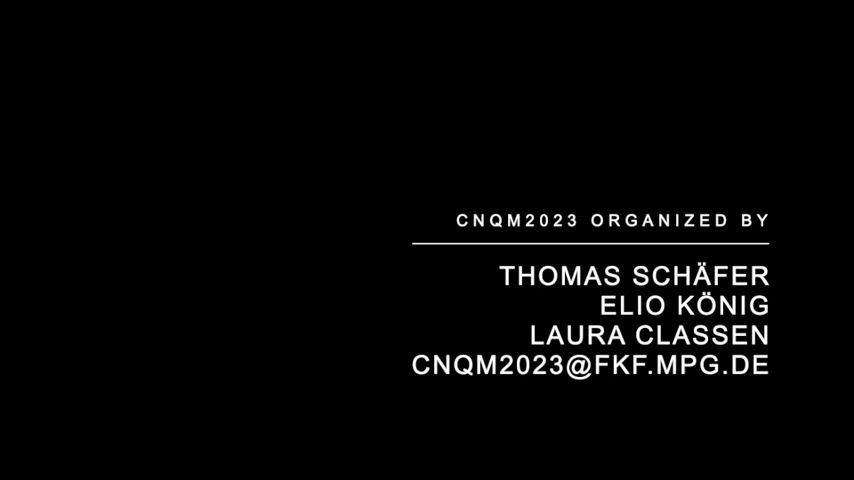 CNQM2023 ORGANIZED BY
THOMAS SCHÄFER
ELIO KÖNIG
LAURA CLASSEN
CNQM2023@FKF.MPG.DE